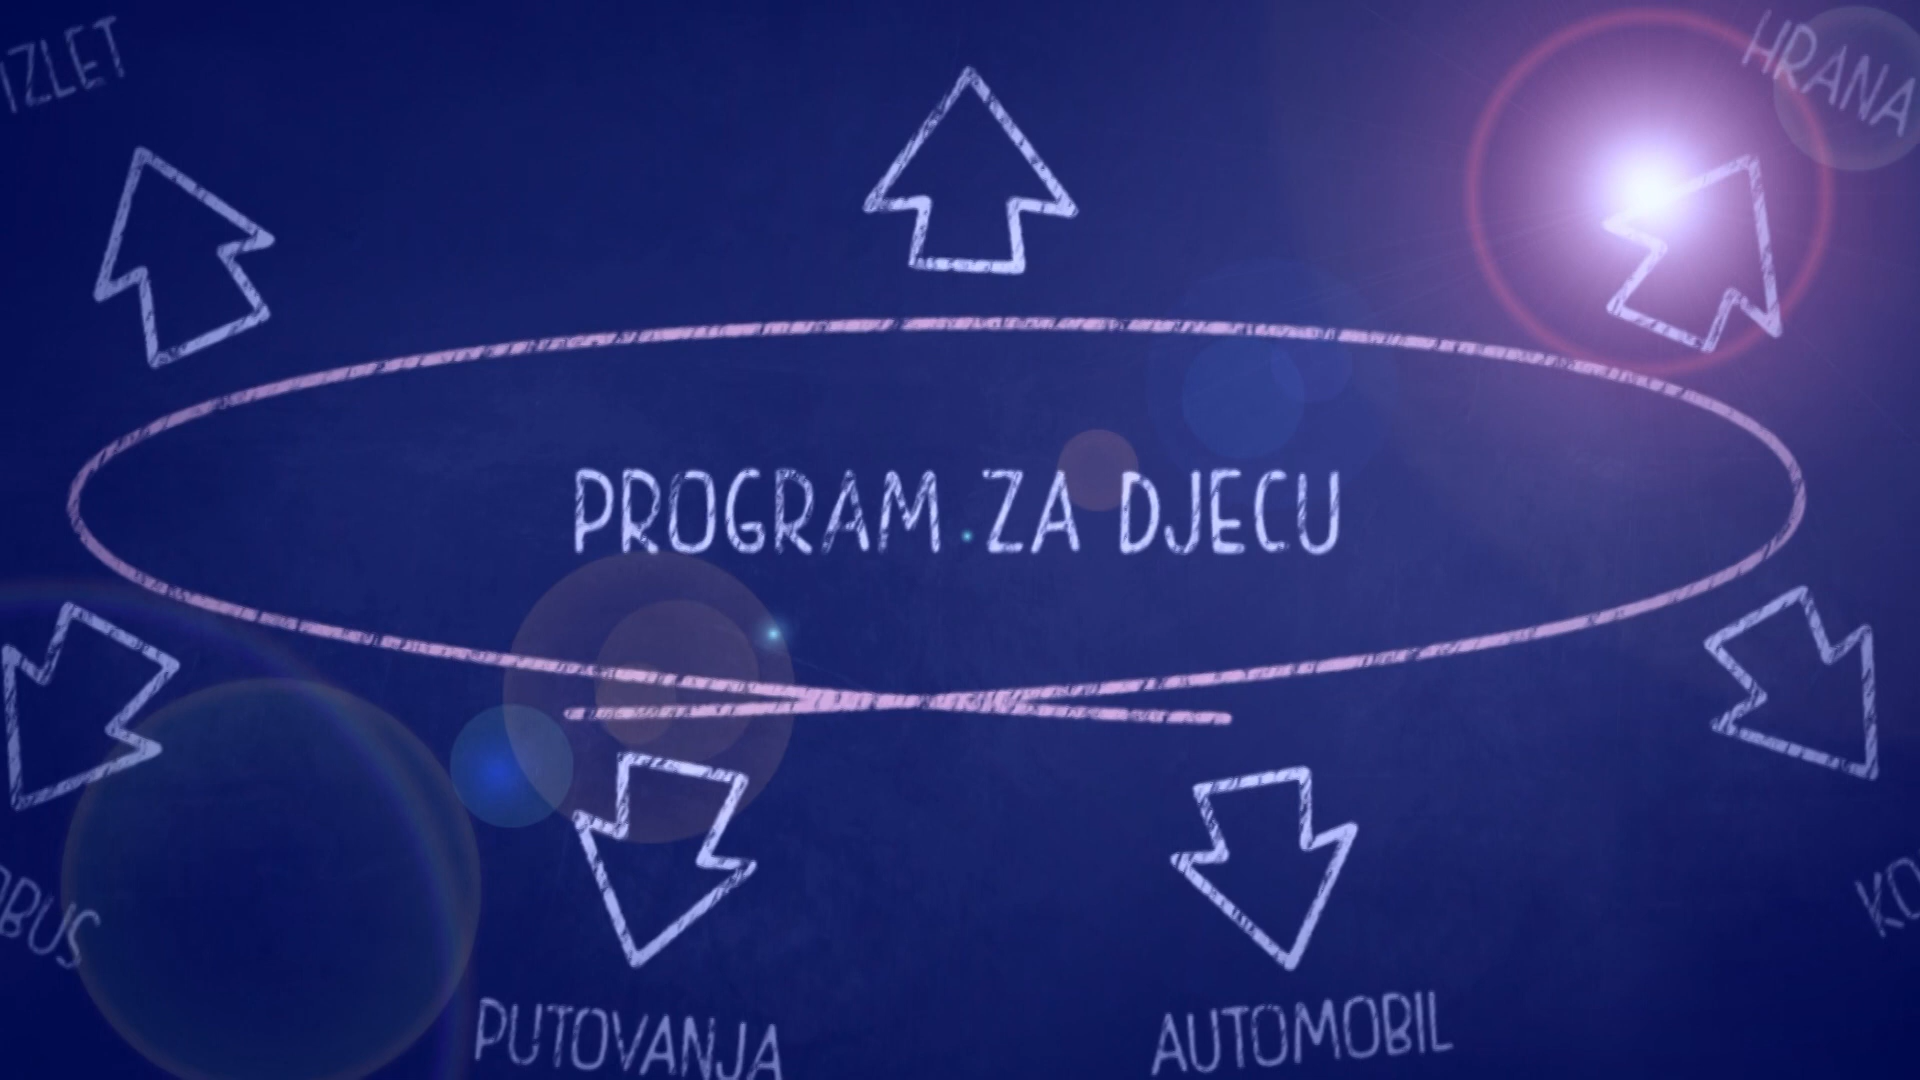 IZLET
HRANA
PROGRAM ZA DJECU
PUTOVANJA
AUTOMOBIL